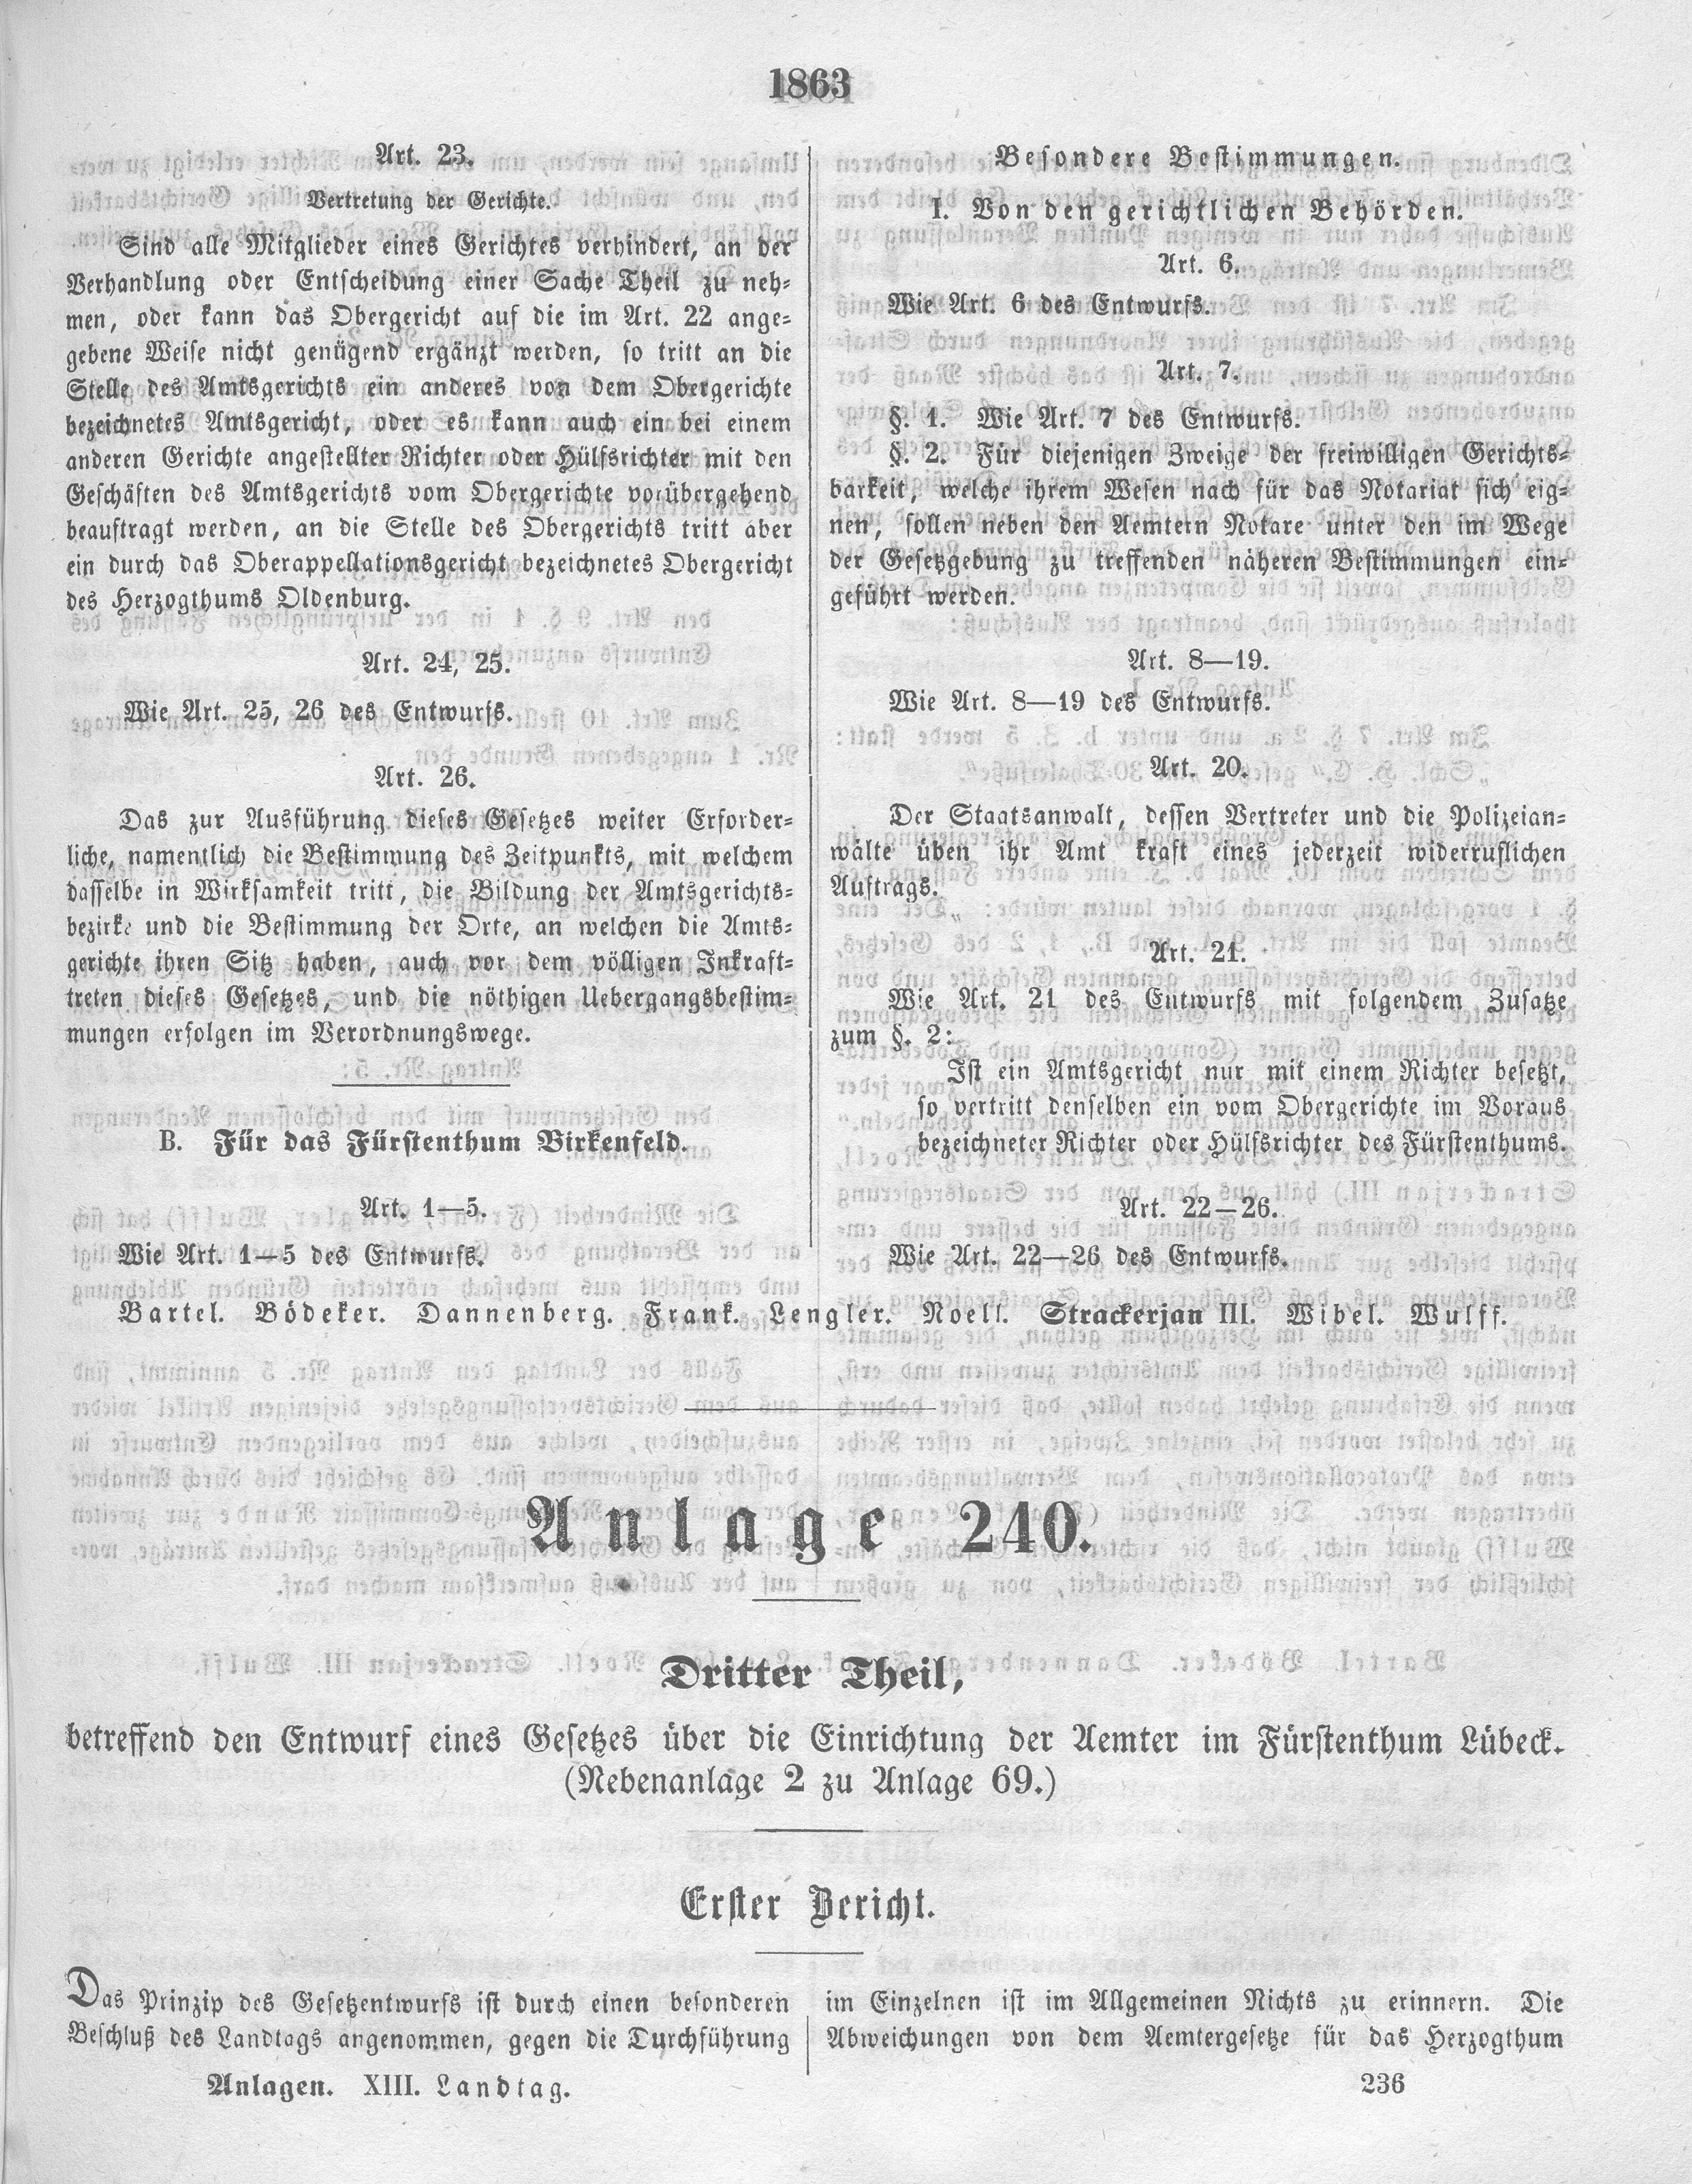 1863
Art. 23.
Vertretung der Gerichte.
Sind alle Mitglieder eines Gerichtes verhindert, an der
Verhandlung oder Entscheidung einer Sache Theil zu neh-
men, oder kann das Obergericht auf die im Art. 22 ange-
gebene Weise nicht genügend ergänzt werden, so tritt an die
Stelle des Amtsgerichts ein anderes von dem Obergerichte
bezeichnetes Amtsgericht, oder es kann auch ein bei einem
anderen Gerichte angestellter Richter oder Hülfsrichter mit den
Geschäften des Amtsgerichts vom Obergerichte vorübergehend
beauftragt werden, an die Stelle des Obergerichts tritt aber
ein durch das Oberappellationsgericht bezeichnetes Obergericht
des Herzogthums Oldenburg.
Art. 24, 25.
Wie Art. 25, 26 des Entwurfs.
Art. 26.
Das zur Ausführung dieses Gesetzes weiter Erforder-
liche, namentlich die Bestimmung des Zeitpunkts, mit welchem
dasselbe in Wirksamkeit tritt, die Bildung der Amtsgerichts-
bezirke und die Bestimmung der Orte, an welchen die Amts-
gerichte ihren Sitz haben, auch vor dem völligen Inkraft-
treten dieses Gesetzes, und die nöthigen Uebergangsbestim-
mungen erfolgen im Verordnungswege.
B. Für das Fürstenthum Birkenfeld.
Art. 1—5.
Wie Art. 1—5 des Entwurfs.
Besondere Bestimmungen.
I. Von den gerichtlichen Behörden.
Art. 6.
Wie Art. 6 des Entwurfs.
Art. 7.
§. 1. Wie Art. 7 des Entwurfs.
§. 2. Für diejenigen Zweige der freiwilligen Gerichts-
barkeit, welche ihrem Wesen nach für das Notariat sich eig-
nen, sollen neben den Aemtern Notare unter den im Wege
der Gesetzgebung zu treffenden näheren Bestimmungen ein-
geführt werden.
Art. 8—19.
Wie Art. 8—19 des Entwurfs.
Art. 20.
Der Staatsanwalt, dessen Vertreter und die Polizeian-
wälte üben ihr Amt kraft eines jederzeit widerruflichen
Auftrags.
Art. 21.
Wie Art. 21 des Entwurfs mit folgendem Zusatze
zum §. 2:
Ist ein Amtsgericht nur mit einem Richter besetzt,
so vertritt denselben ein vom Obergerichte im Voraus
bezeichneter Richter oder Hülfsrichter des Fürstenthums.
Art. 22—26.
Wie Art. 22—26 des Entwurfs.
Bartel. Bödeker. Dannenberg. Frank. Lengler. Noell. Strackerjan III. Wibel. Wulff.
Anlage 240.
Dritter Theil,
betreffend den Entwurf eines Gesetzes über die Einrichtung der Aemter im Fürstenthum Lübeck.
(Nebenanlage 2 zu Anlage 69.)
Erster Bericht.
Das Prinzip des Gesetzentwurfs ist durch einen besonderen
Beschluß des Landtags angenommen, gegen die Durchführung
im Einzelnen ist im Allgemeinen Nichts zu erinnern. Die
Abweichungen von dem Aemtergesetze für das Herzogthum
Anlagen. XIII. Landtag.
236